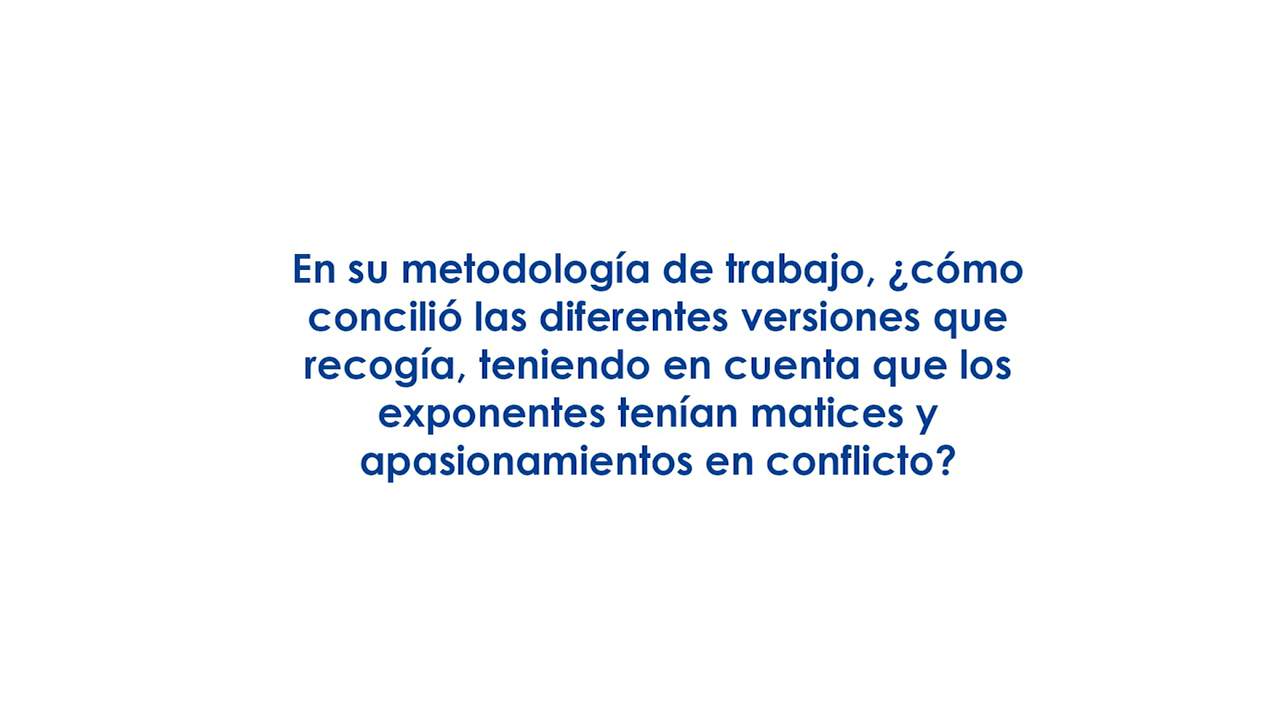 En su metodología de trabajo, ¿cómo
concilió las diferentes versiones que
recogía, teniendo en cuenta que los
exponentes tenían matices y
apasionamientos en conflicto?